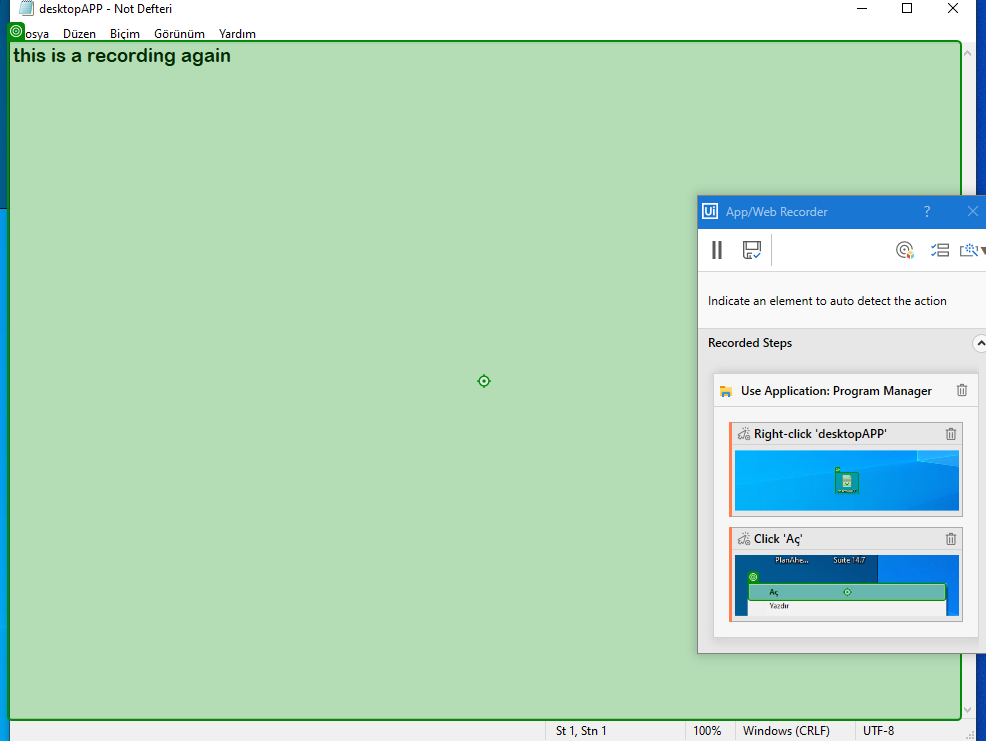 desktopAPP - Not Defteri
osya Düzen Biçim Görünüm Yardım
this is a recording again
Ui App/Web Recorder ?
Indicate an element to auto detect the action
Recorded Steps
Use Application: Program Manager
Right-click 'desktopAPP'
Click 'Aç'
PlanAhe... Suite 14.7
Aç
Yazdır
St 1, Stn 1 100% Windows (CRLF) UTF-8